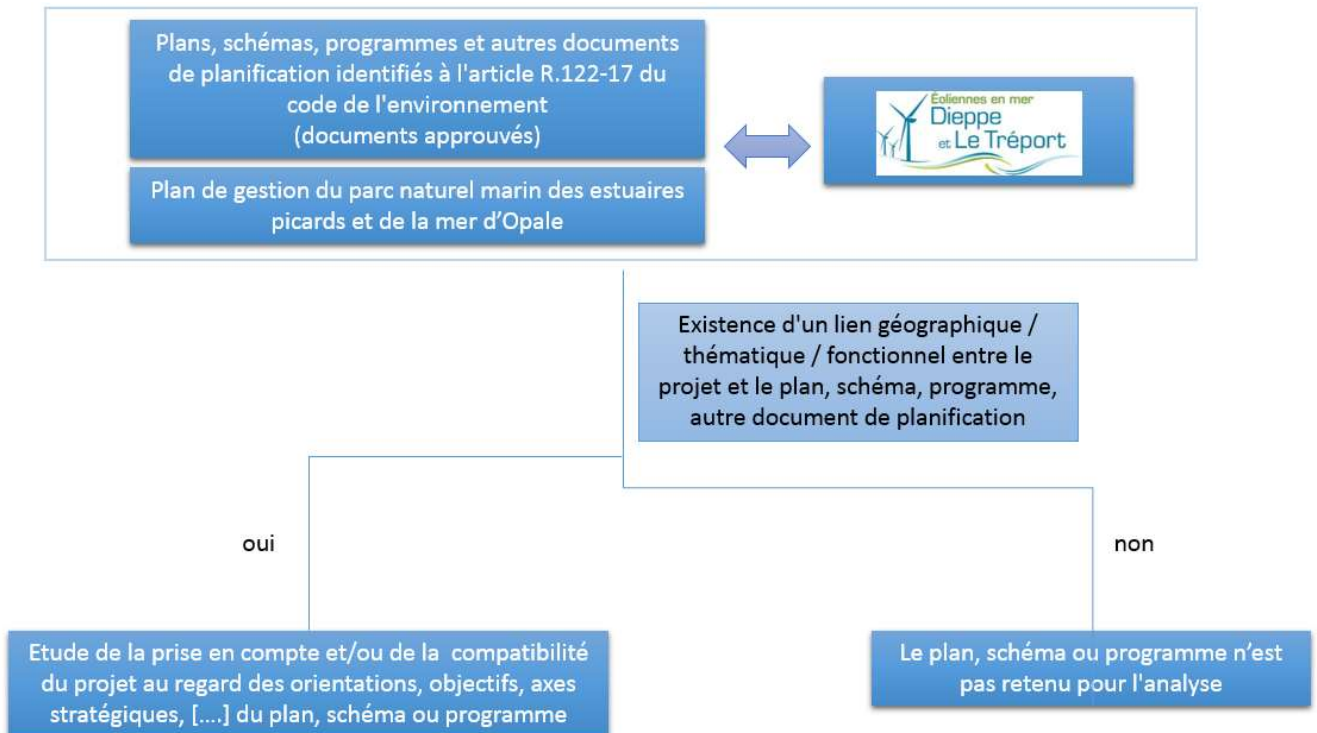 Plans, schémas, programmes et autres documents
de planification identifiés à l'article R.122-17 du
code de l'environnement
(documents approuvés)
Plan de gestion du parc naturel marin des estuaires
picards et de la mer d’Opale
Éoliennes en mer
Dieppe
et Le Tréport
Existence d'un lien géographique /
thématique / fonctionnel entre le
projet et le plan, schéma, programme,
autre document de planification
oui
non
Etude de la prise en compte et/ou de la compatibilité
du projet au regard des orientations, objectifs, axes
stratégiques, [....] du plan, schéma ou programme
Le plan, schéma ou programme n’est
pas retenu pour l'analyse